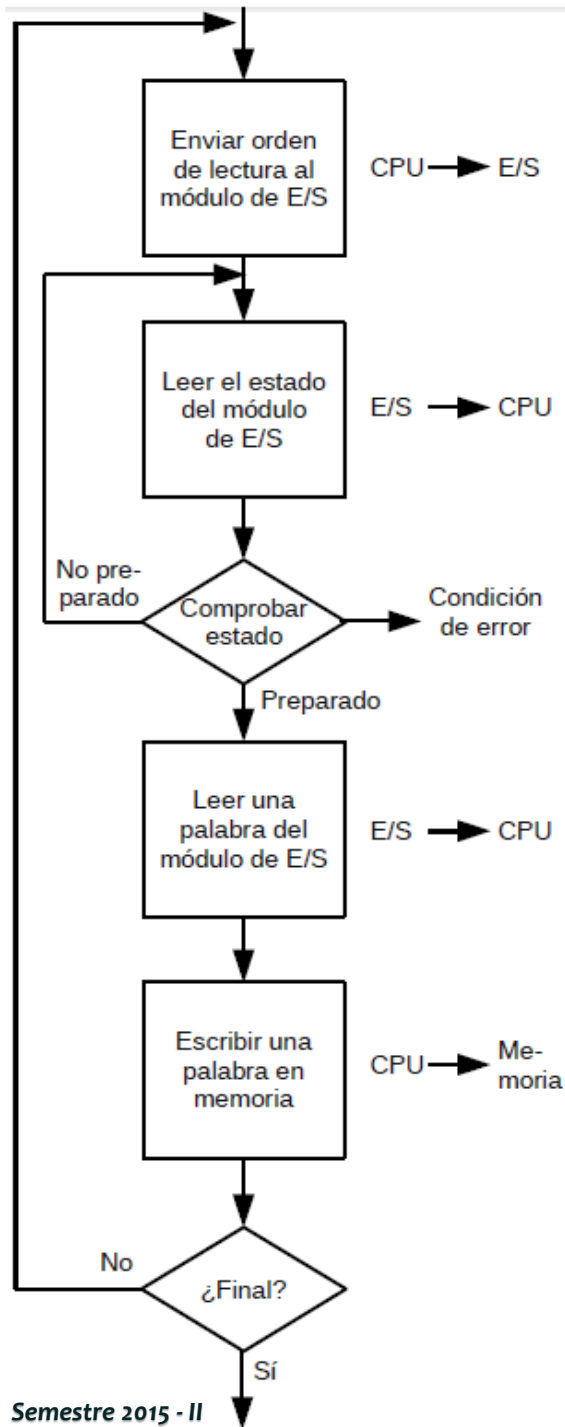 Enviar orden
de lectura al
módulo de E/S
CPU E/S
Leer el estado
del módulo
de E/S
E/S CPU
No pre-
parado
Comprobar
estado
Condición
de error
Preparado
Leer una
palabra del
módulo de E/S
E/S CPU
Escribir una
palabra en
memoria
CPU Me-
moria
No
¿Final?
Sí
Semestre 2015 - II